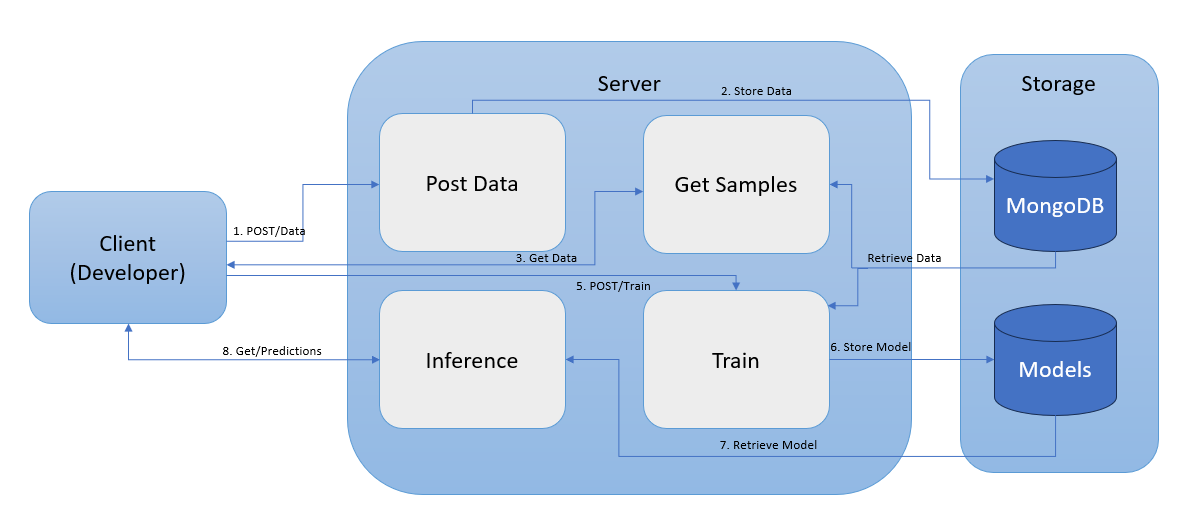 Server
Storage
2. Store Data
Post Data
Get Samples
MongoDB
1. POST/Data
Client
(Developer)
3. Get Data
Retrieve Data
5. POST/Train
8. Get/Predictions
Inference
Train
6. Store Model
Models
7. Retrieve Model